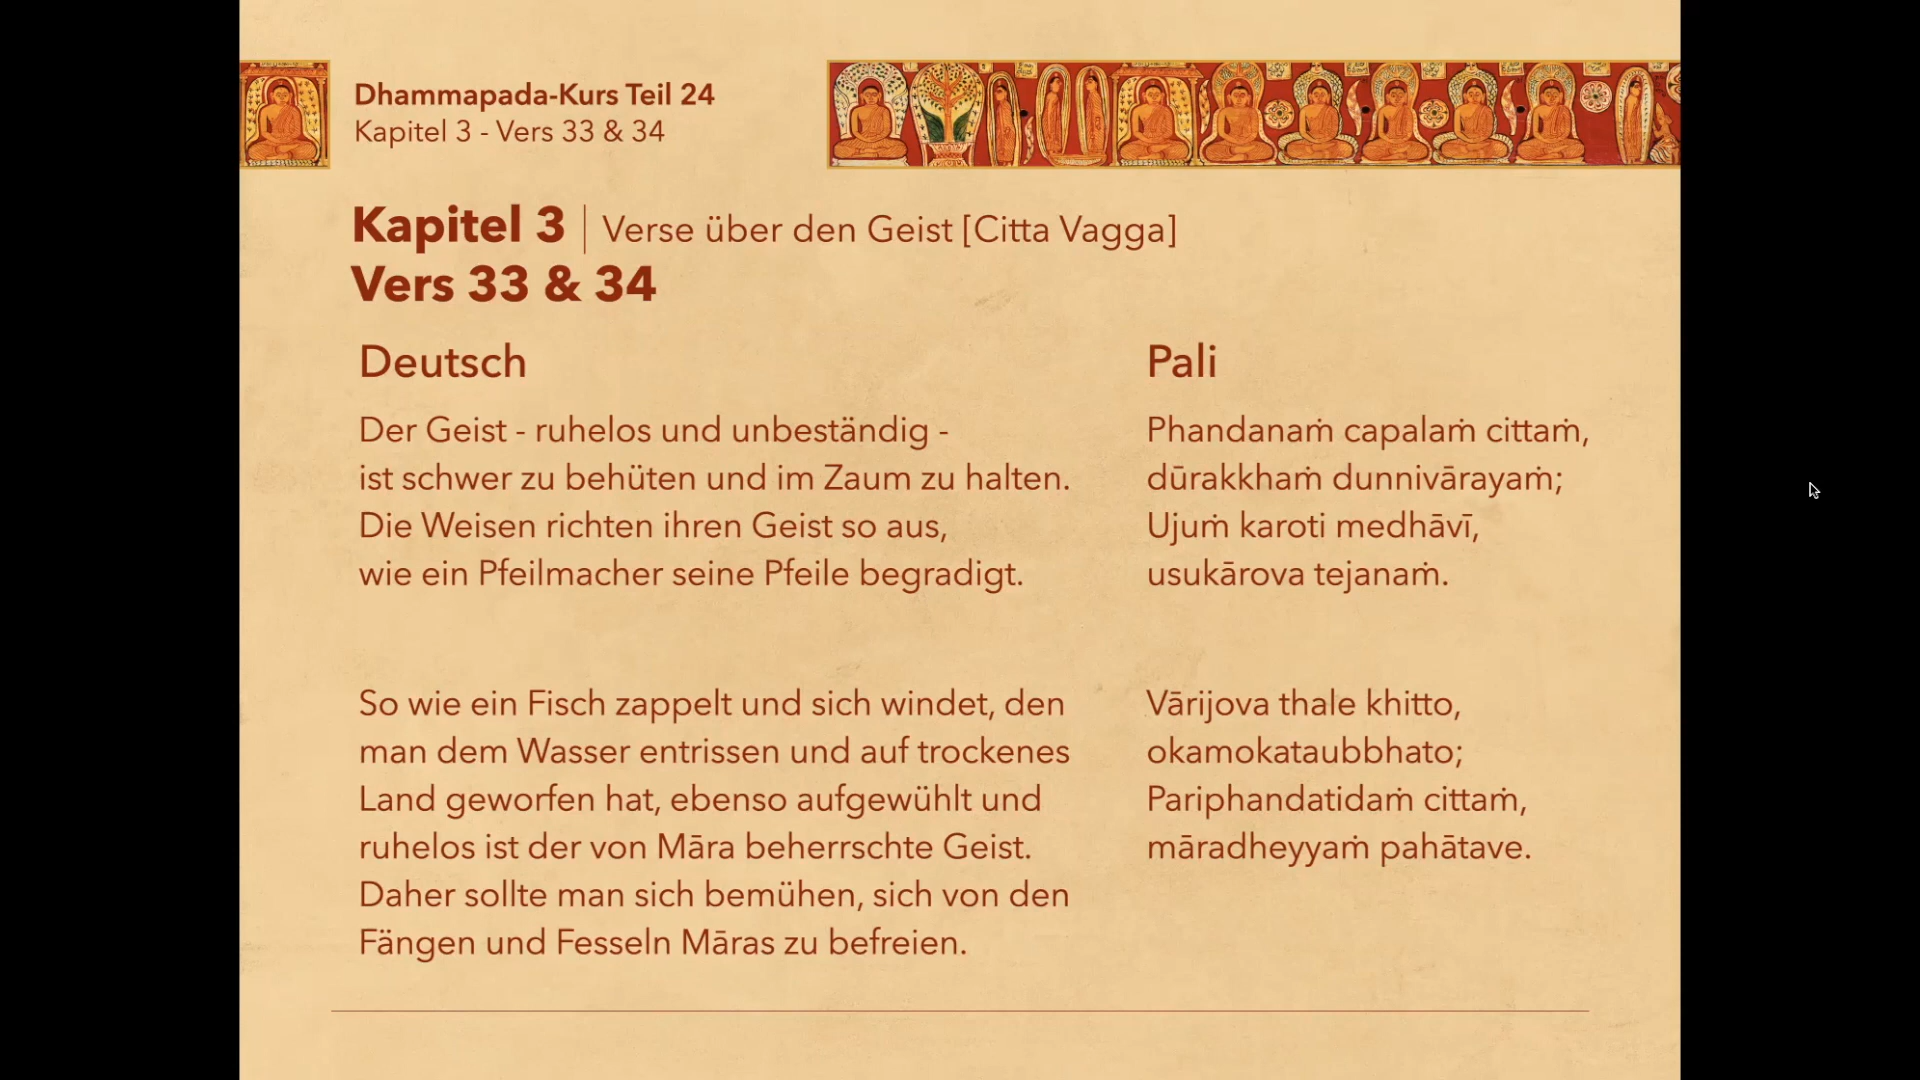 Dhammapada-Kurs Teil 24
Kapitel 3 - Vers 33 & 34
Kapitel 3 | Verse über den Geist [Citta Vagga]
Vers 33 & 34
Deutsch
Der Geist - ruhelos und unbeständig -
ist schwer zu behüten und im Zaum zu halten.
Die Weisen richten ihren Geist so aus,
wie ein Pfeilmacher seine Pfeile begradigt.
So wie ein Fisch zappelt und sich windet, den
man dem Wasser entrissen und auf trockenes
Land geworfen hat, ebenso aufgewühlt und
ruhelos ist der von Māra beherrschte Geist.
Daher sollte man sich bemühen, sich von den
Fängen und Fesseln Māras zu befreien.
Pali
Phandanaṁ capalaṁ cittaṁ,
dūrakkhaṁ dunnivārayaṁ;
Ujuṁ karoti medhāvī,
usukārova tejanaṁ.
Vārijova thale khitto,
okamokataubbhato;
Pariphandatidaṁ cittaṁ,
māradheyyaṁ pahātave.